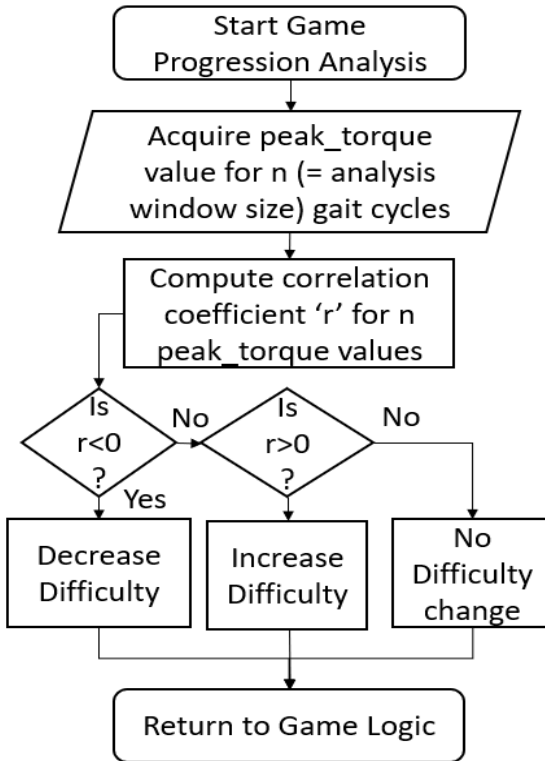 Start Game
Progression Analysis
Acquire peak_torque
value for n (= analysis
window size) gait cycles
Compute correlation
coefficient ‘r’ for n
peak_torque values
Is
r<0
?
No
Is
r>0
?
No
Yes
Decrease
Difficulty
Increase
Difficulty
No
Difficulty
change
Return to Game Logic